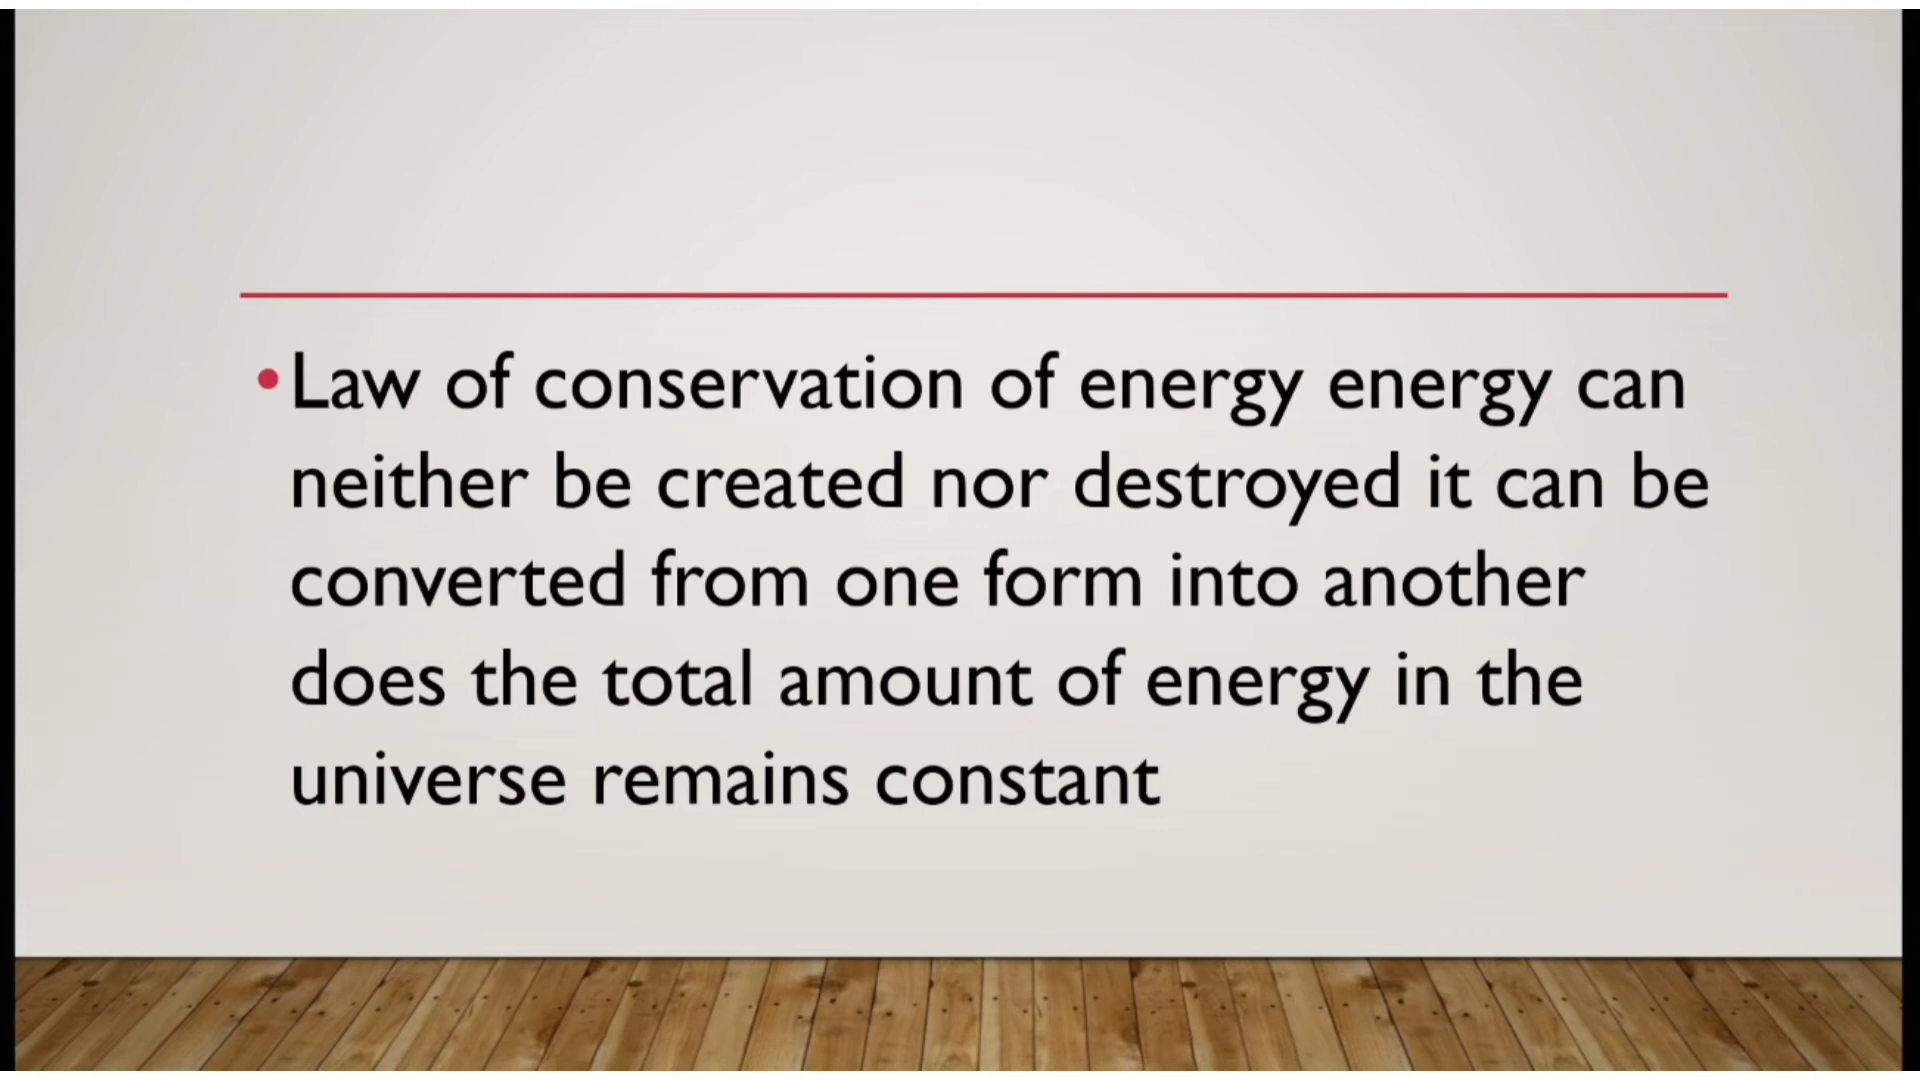 •Law of conservation of energy energy can
neither be created nor destroyed it can be
converted from one form into another
does the total amount of energy in the
universe remains constant